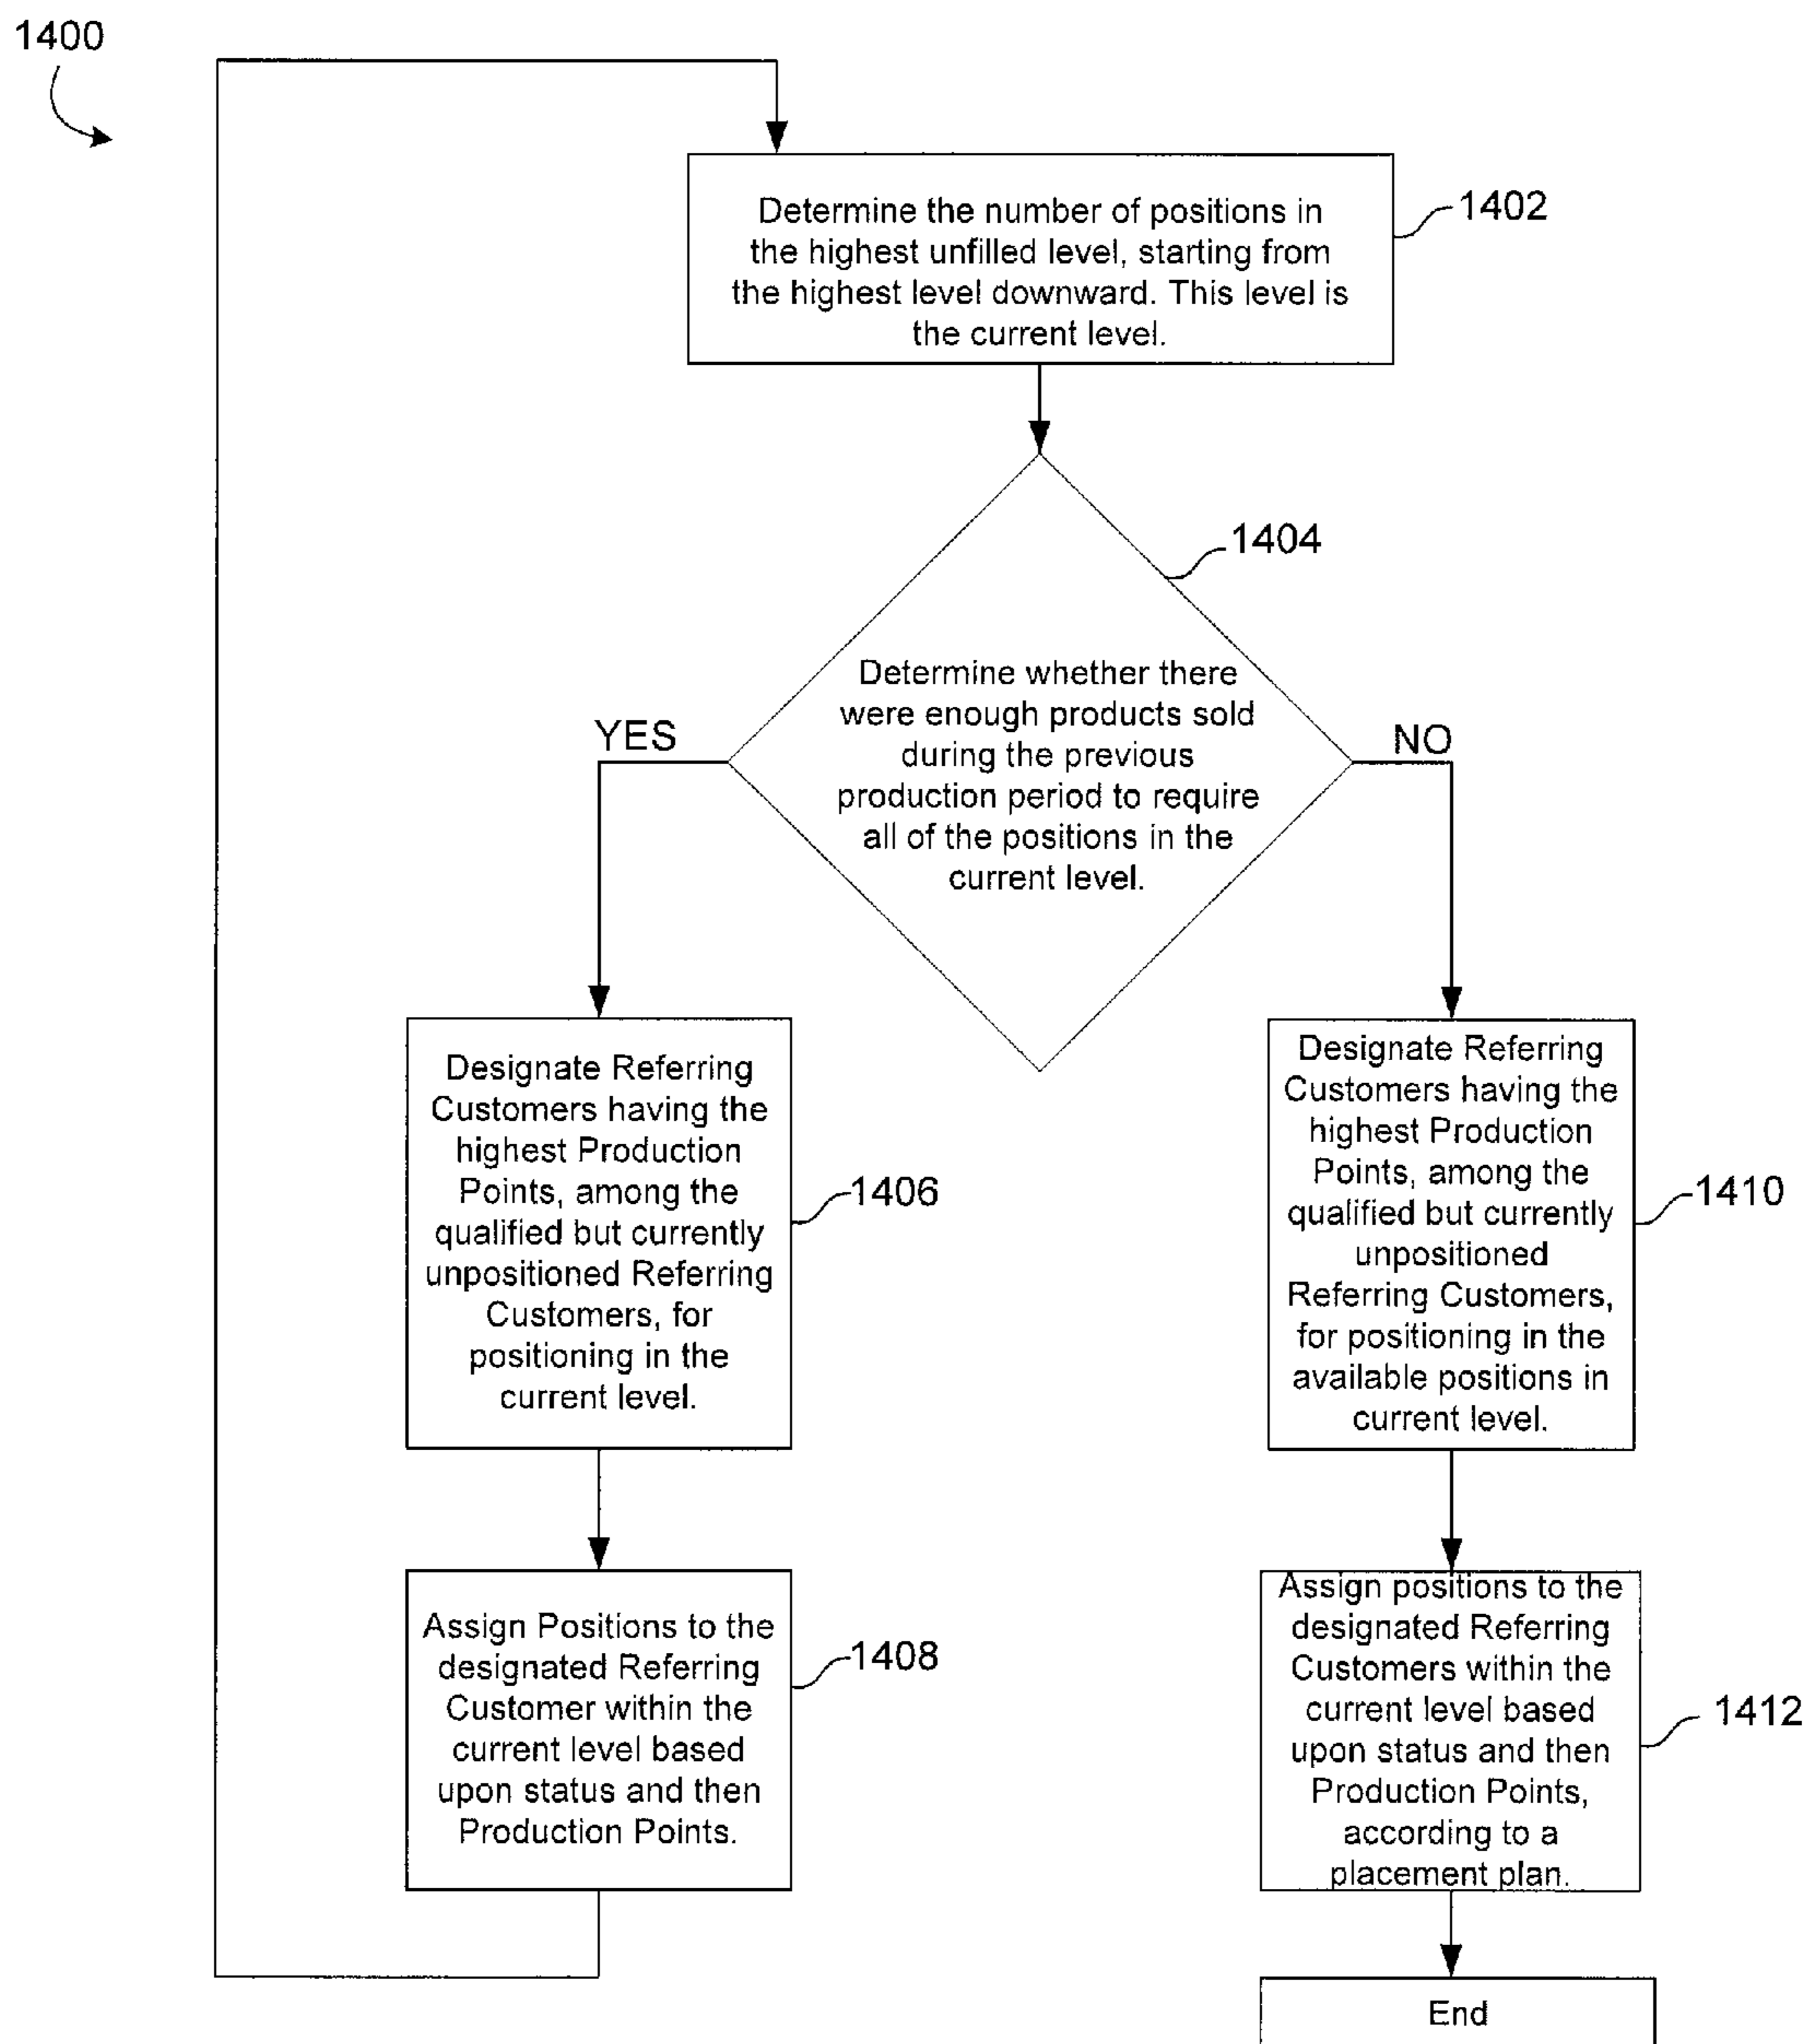 1400
Determine the number of positions in
the highest unfilled level, starting from
the highest level downward. This level is
the current level.
1402
1404
Determine whether there
were enough products sold
during the previous
production period to require
all of the positions in the
current level.
YES
NO
Designate Referring
Customers having the
highest Production
Points, among the
qualified but currently
unpositioned Referring
Customers, for
positioning in the
current level.
1406
Designate Referring
Customers having the
highest Production
Points, among the
qualified but currently
unpositioned
Referring Customers,
for positioning in the
available positions in
current level.
1410
Assign Positions to the
designated Referring
Customer within the
current level based
upon status and then
Production Points.
1408
Assign positions to the
designated Referring
Customers within the
current level based
upon status and then
Production Points,
according to a
placement plan.
1412
End